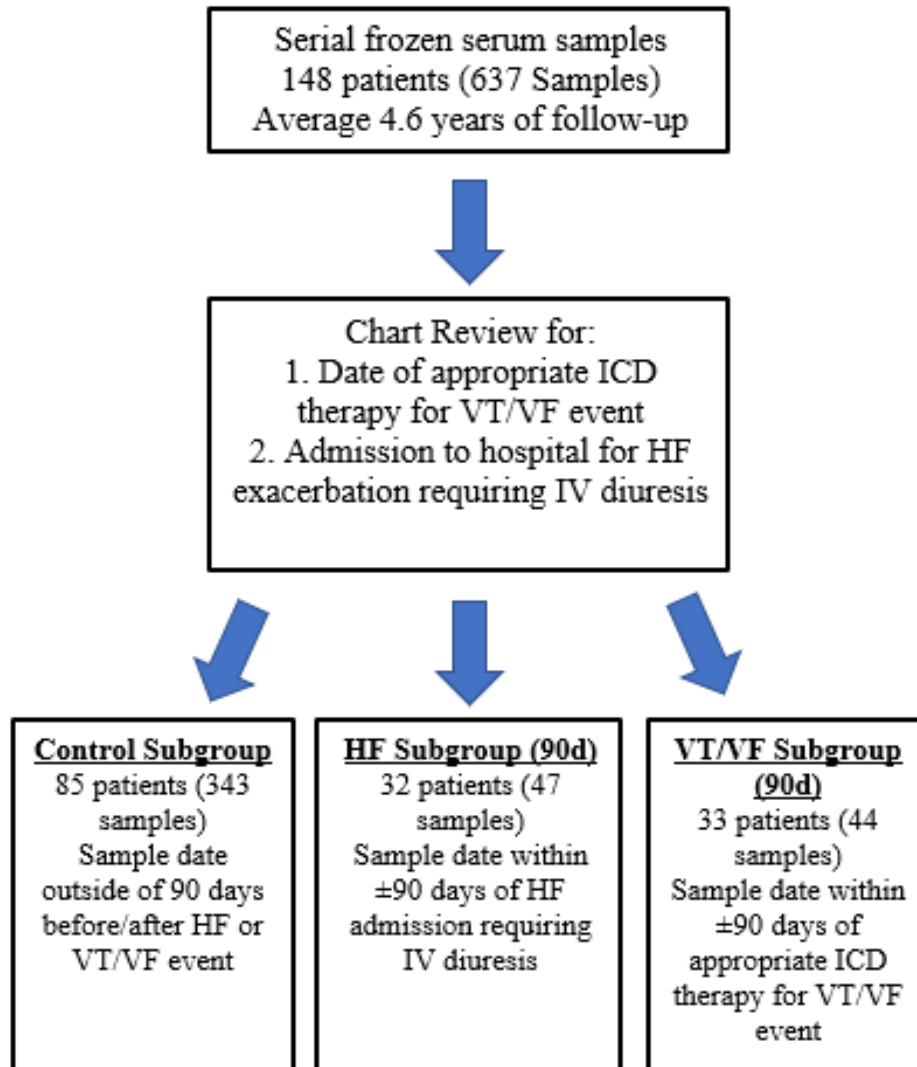 Serial frozen serum samples
148 patients (637 Samples)
Average 4.6 years of follow-up
Chart Review for:
1. Date of appropriate ICD
therapy for VT/VF event
2. Admission to hospital for HF
exacerbation requiring IV diuresis
Control Subgroup
85 patients (343
samples)
Sample date
outside of 90 days
before/after HF or
VT/VF event
HF Subgroup (90d)
32 patients (47
samples)
Sample date within
±90 days of HF
admission requiring
IV diuresis
VT/VF Subgroup
(90d)
33 patients (44
samples)
Sample date within
±90 days of
appropriate ICD
therapy for VT/VF
event